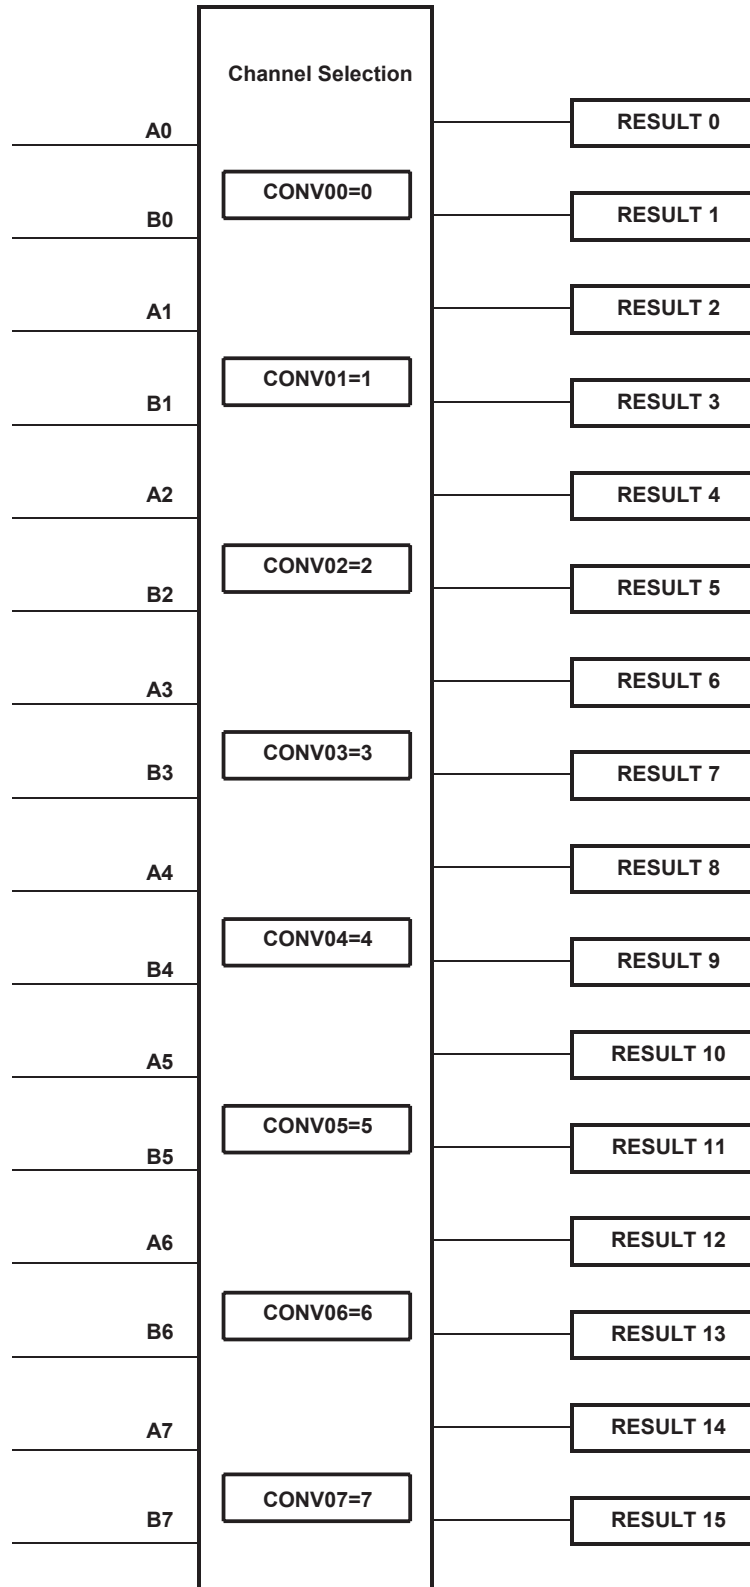 Channel Selection
A0
RESULT 0
CONV00=0
B0
RESULT 1
A1
RESULT 2
CONV01=1
B1
RESULT 3
A2
RESULT 4
CONV02=2
B2
RESULT 5
A3
RESULT 6
CONV03=3
B3
RESULT 7
A4
RESULT 8
CONV04=4
B4
RESULT 9
A5
RESULT 10
CONV05=5
B5
RESULT 11
A6
RESULT 12
CONV06=6
B6
RESULT 13
A7
RESULT 14
CONV07=7
B7
RESULT 15